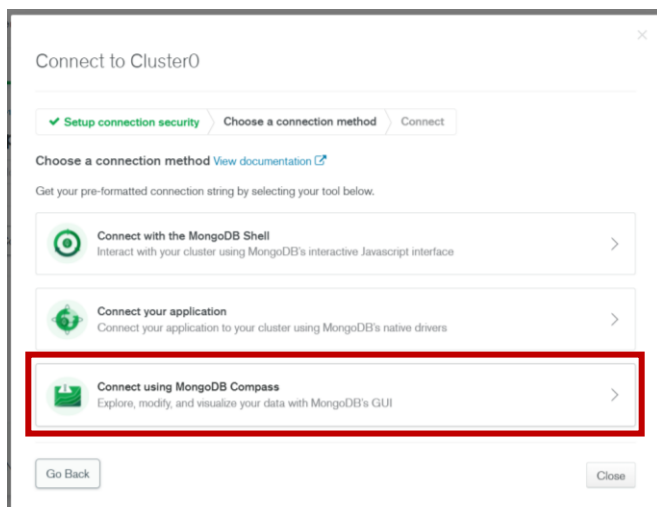 Connect to Cluster0
Setup connection security
Choose a connection method
Connect
Choose a connection method View documentation
Get your pre-formatted connection string by selecting your tool below.
Connect with the MongoDB Shell
Interact with your cluster using MongoDB's interactive Javascript interface
Connect your application
Connect your application to your cluster using MongoDB's native drivers
Connect using MongoDB Compass
Explore, modify, and visualize your data with MongoDB's GUI
Go Back
Close